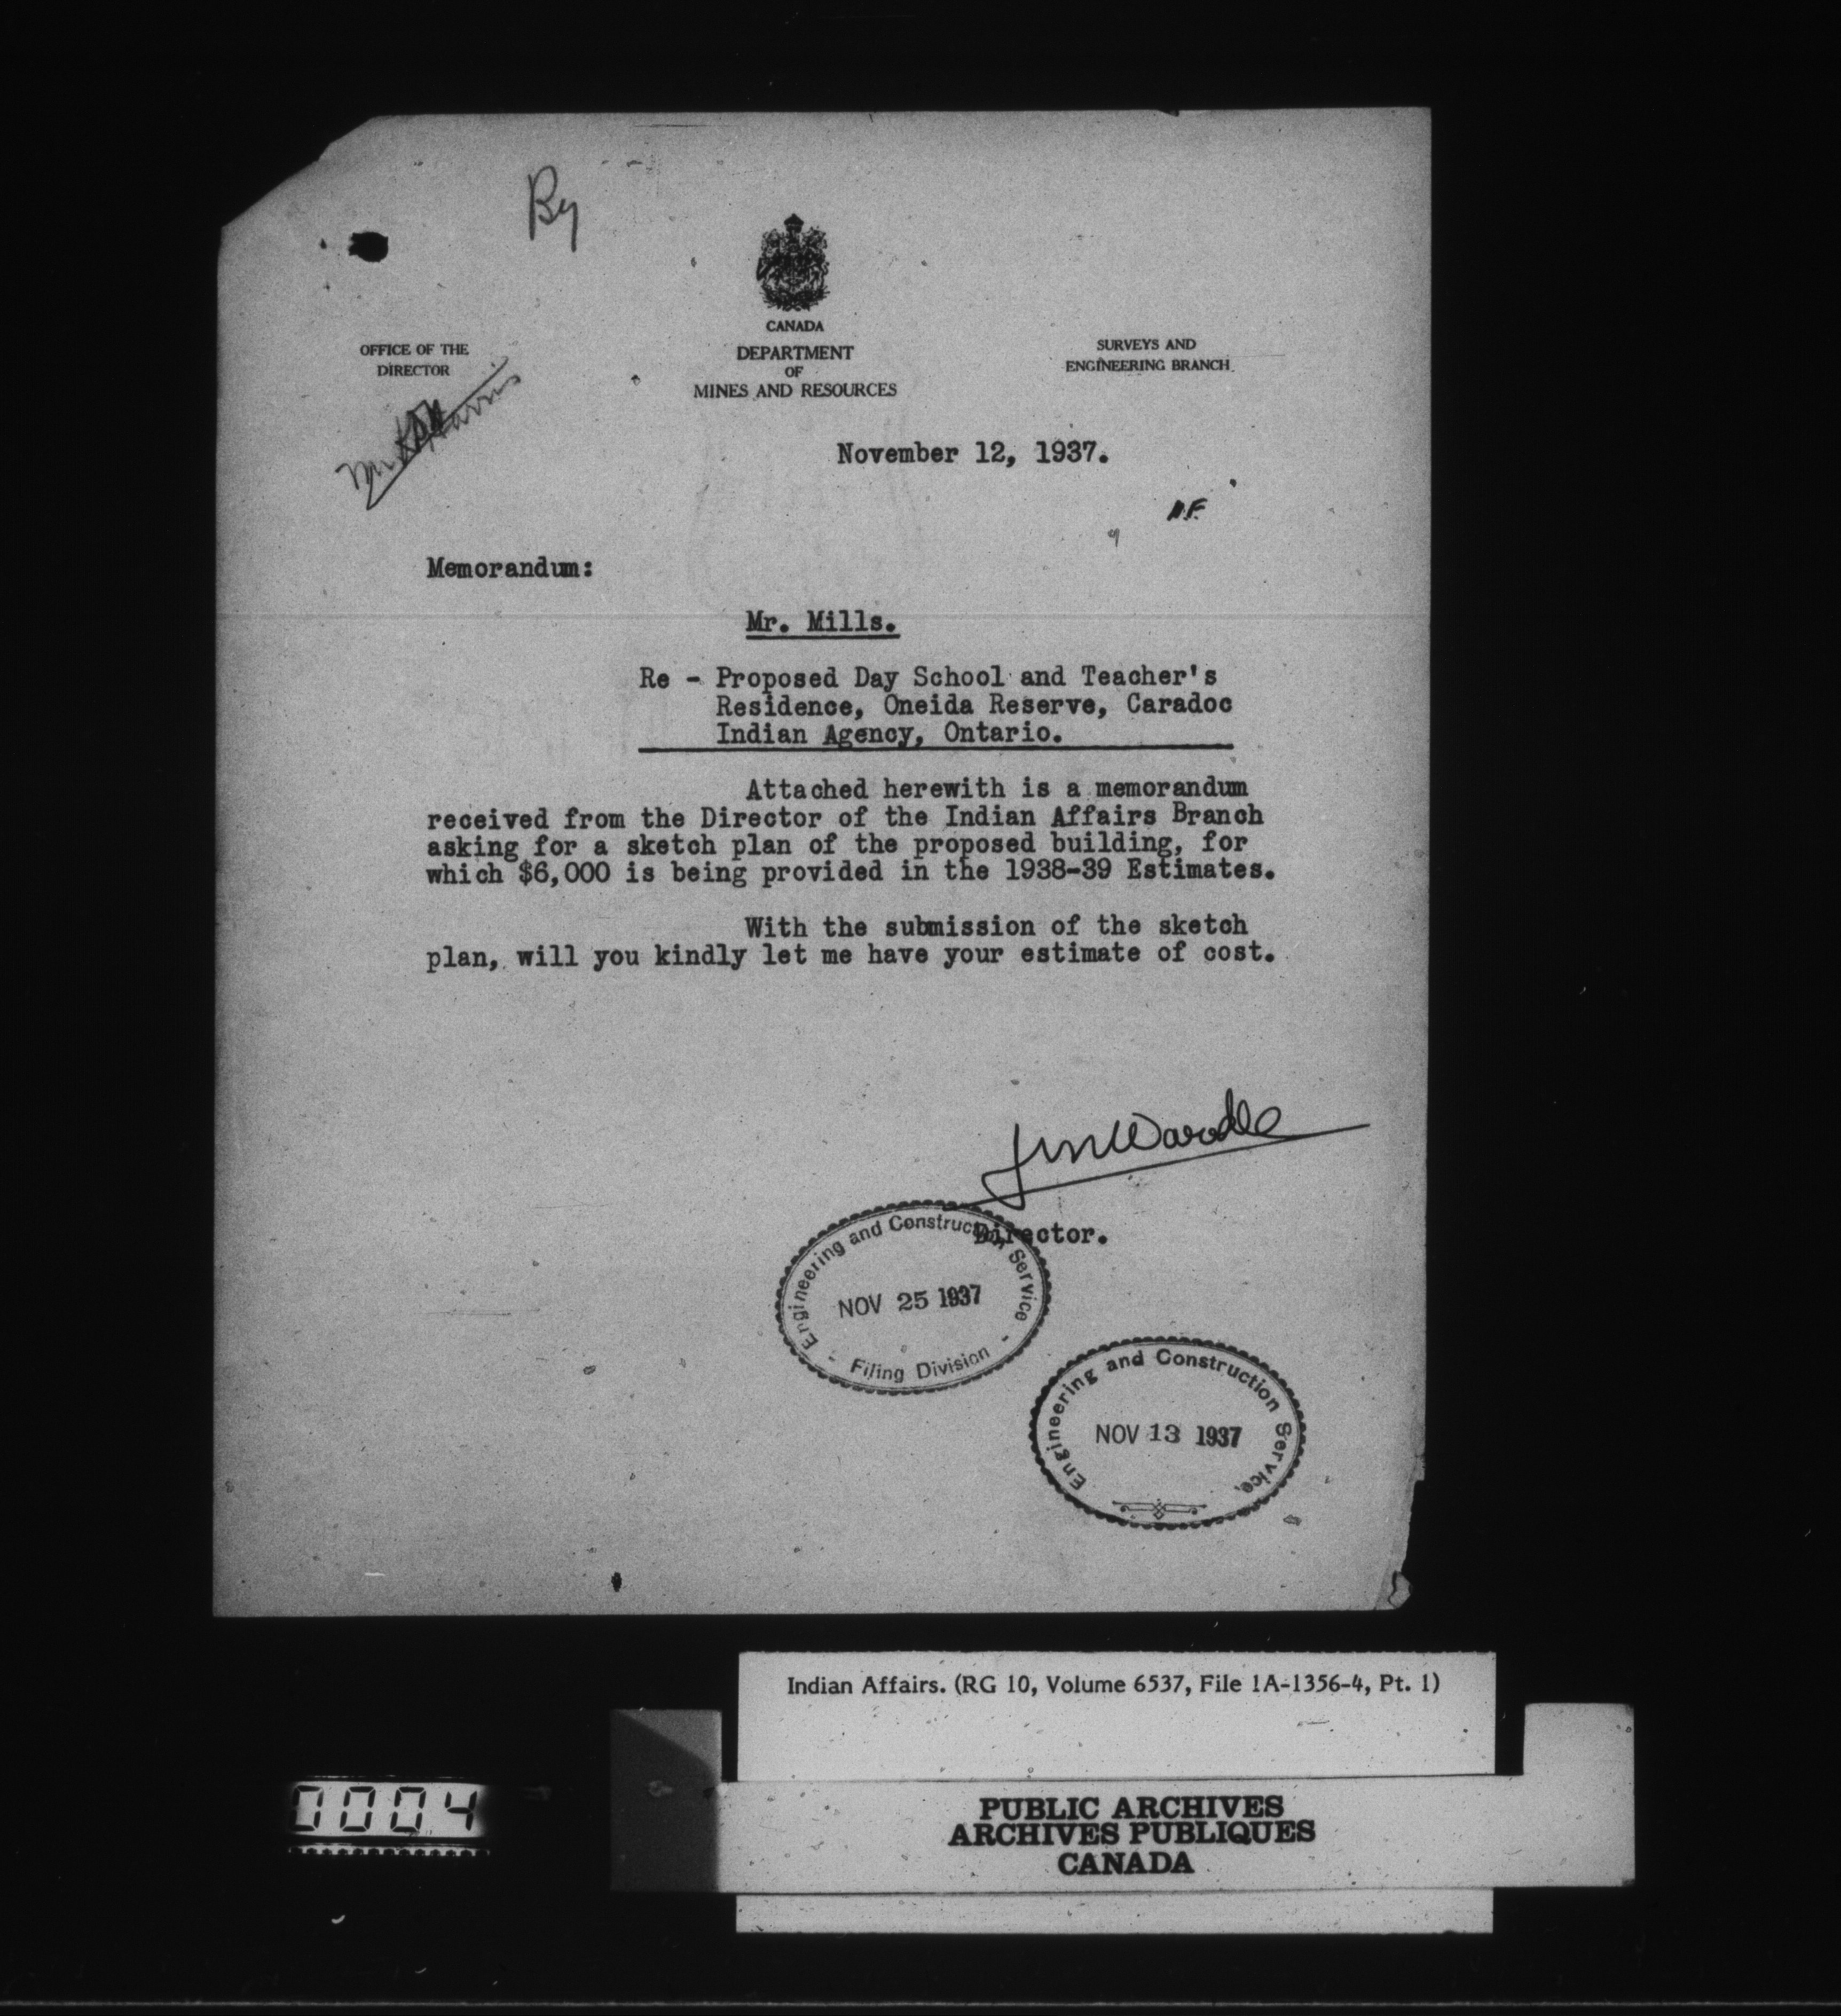 By
CANADA
OFFICE OF THE
DIRECTOR
DEPARTMENT
OF
MINES AND RESOURCES
SURVEYS AND
ENGINEERING BRANCH
November 12, 1937.
Memorandum:
Mr. Mills.
Re - Proposed Day School and Teacher's
Residence, Oneida Reserve, Caradoc
Indian Agency, Ontario.
Attached herewith is a memorandum
received from the Director of the Indian Affairs Branch
asking for a sketch plan of the proposed building, for
which $6,000 is being provided in the 1938-39 Estimates.
With the submission of the sketch
plan, will you kindly let me have your estimate of cost.
JMWardle
Director.
Engineering and Construction Service
NOV 25 1937
- Filing Division -
Engineering and Construction Service.
NOV 13 1937
Indian Affairs. (RG 10, Volume 6537, File 1A-1356-4, Pt. 1)
0004
PUBLIC ARCHIVES
ARCHIVES PUBLIQUES
CANADA